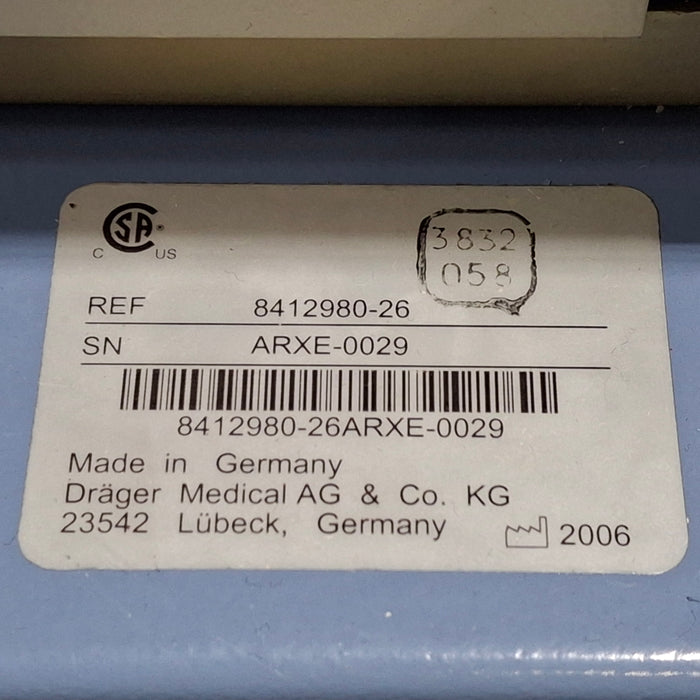 CSA®
C US
3832
058
REF 8412980-26
SN ARXE-0029
8412980-26ARXE-0029
Made in Germany
Dräger Medical AG & Co. KG
23542 Lübeck, Germany
2006